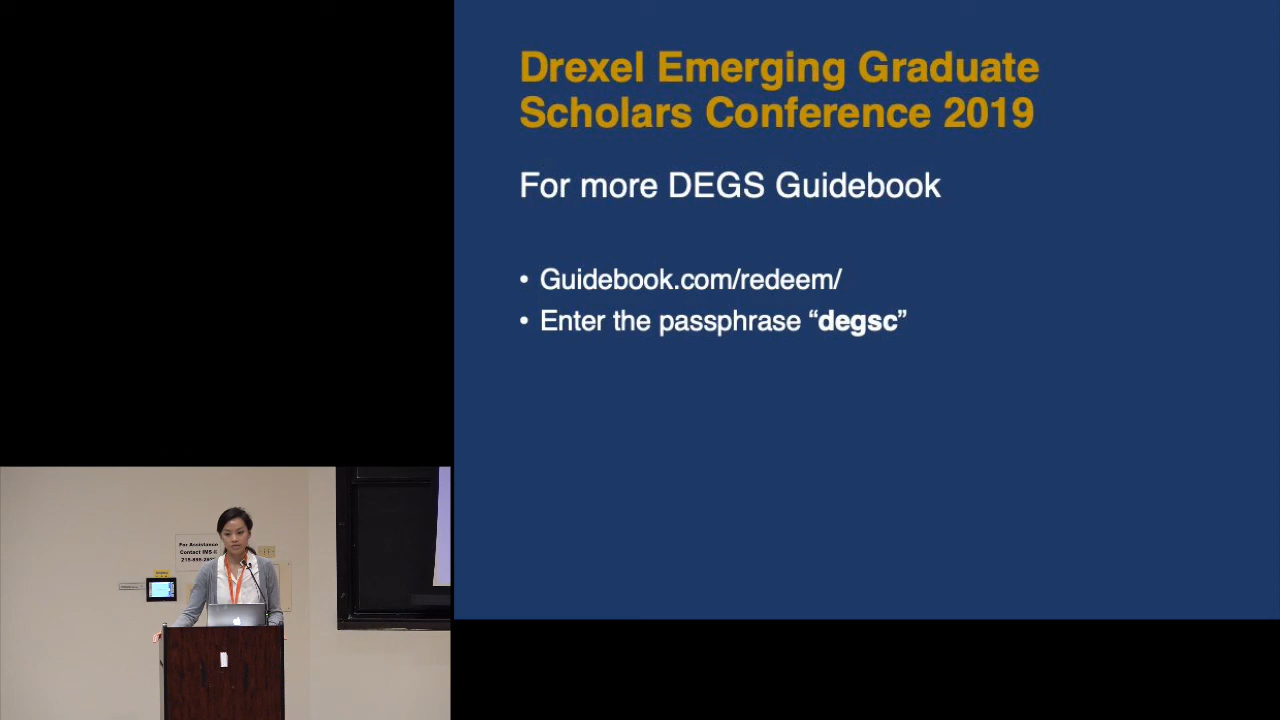 Drexel Emerging Graduate
Scholars Conference 2019
For more DEGS Guidebook
• Guidebook.com/redeem/
• Enter the passphrase “degsc”
For Assistance
Contact IMS @